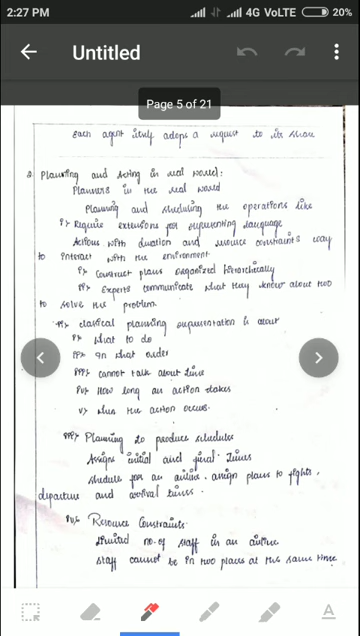 2:27 PM 4G VoLTE 20%
Untitled
Page 5 of 21
Each agent itself adops a request to its share
Planning and Acting in real world:
Planners in the real world
Planning and scheduling the operations like
i) Require extensions for representing language
Actions with duration and resource constraints way
to interact with the environment
i) Construct plans organized hierarchically
ii) Experts communicate what they know about how
to solve the problem.
ii) classical planning representation is about
i) What to do
ii) In what order
iii) cannot talk about time
iv) How long an action takes
v) When the action occurs.
iii) Planning to produce schedules
Assigns initial and final times
schedule for an airline. assign planes to flights.
departure and arrival times.
iv) Resource Constraints
Limited no. of staff in an airline
staff cannot be in two places at the same time
A